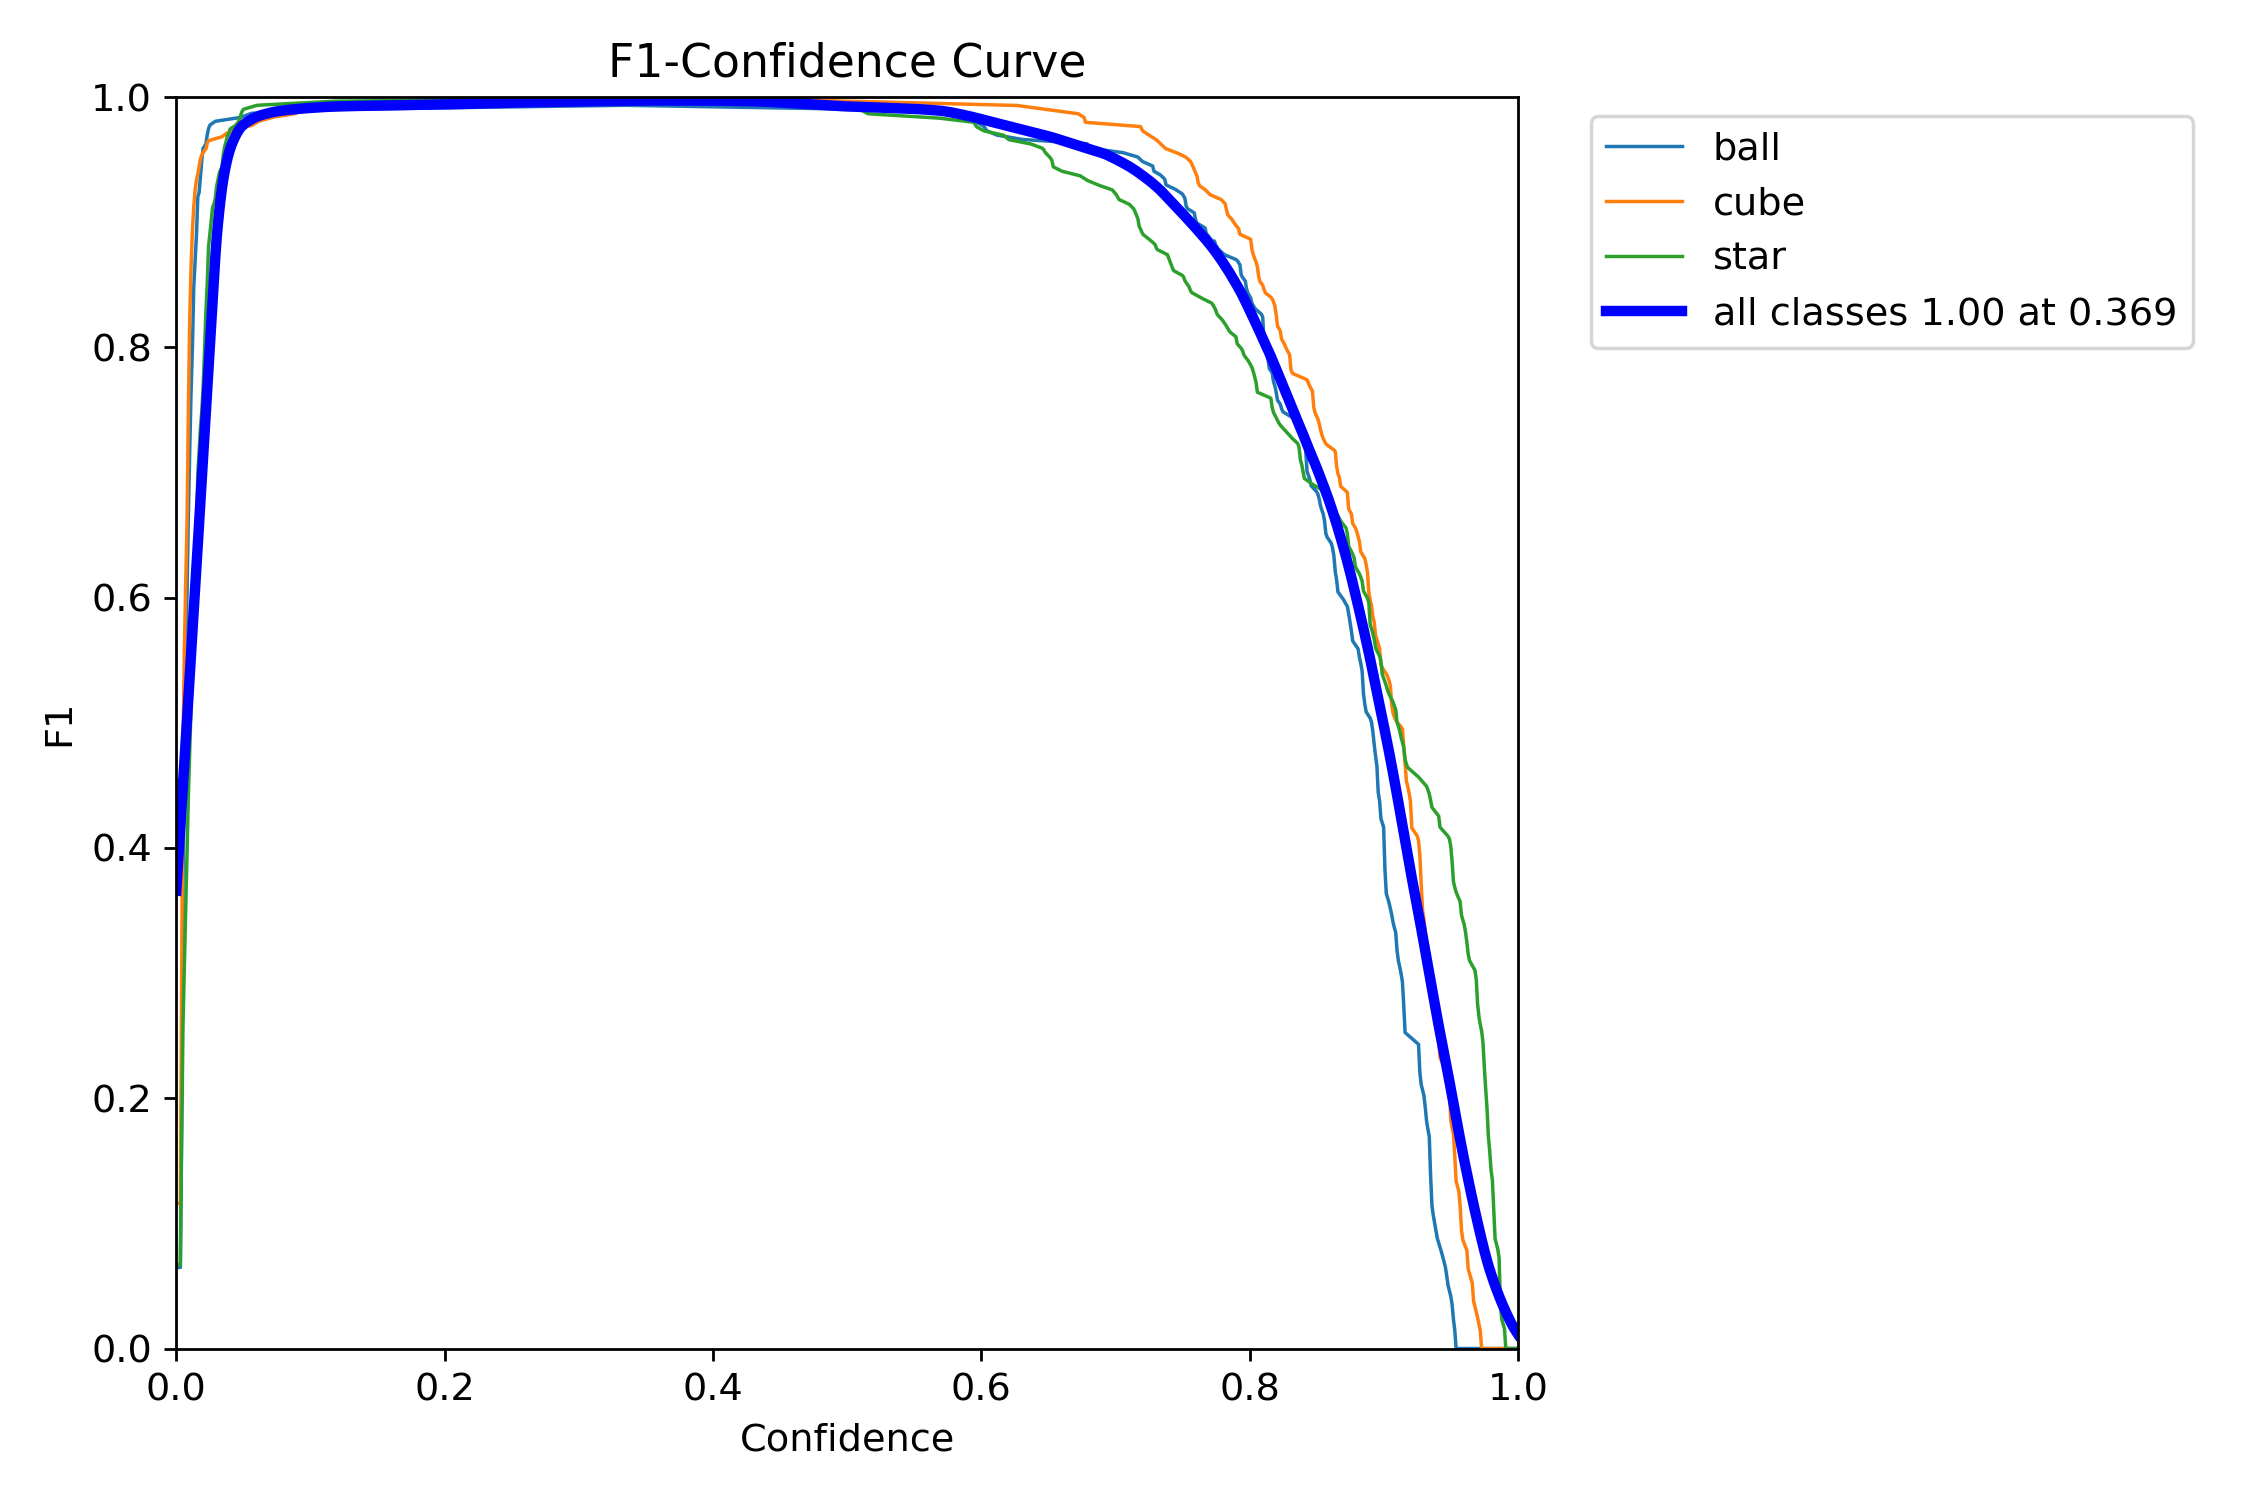 F1-Confidence Curve
1.0
0.8
0.6
0.4
0.2
0.0
F1
0.0 0.2 0.4 0.6 0.8 1.0
Confidence
ball
cube
star
all classes 1.00 at 0.369